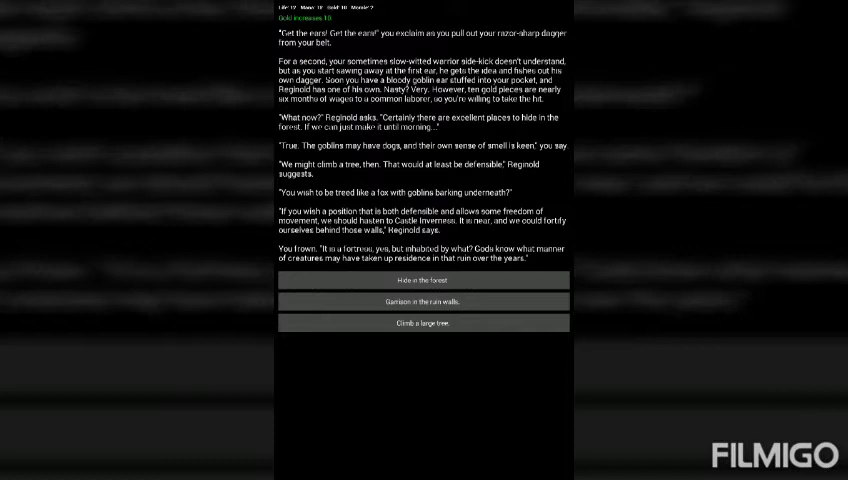 Life: 12 Mana: 18 Gold: 10 Morale: 2
Gold increases 10
"Get the ears! Get the ears!" you exclaim as you pull out your razor-sharp dagger
from your belt.
For a second, your sometimes slow-witted warrior side-kick doesn't understand,
but as you start sawing away at the first ear, he gets the idea and fishes out his
own dagger. Soon you have a bloody goblin ear stuffed into your pocket, and
Reginold has one of his own. Nasty? Very. However, ten gold pieces are nearly
six months of wages to a common laborer, so you're willing to take the hit.
"What now?" Reginold asks. "Certainly there are excellent places to hide in the
forest. If we can just make it until morning..."
"True. The goblins may have dogs, and their own sense of smell is keen," you say.
"We might climb a tree, then. That would at least be defensible," Reginold
suggests.
"You wish to be treed like a fox with goblins barking underneath?"
"If you wish a position that is both defensible and allows some freedom of
movement, we should hasten to Castle Inverness. It is near, and we could fortify
ourselves behind those walls," Reginold says.
You frown. "It is a fortress, yes, but inhabited by what? Gods know what manner
of creatures may have taken up residence in that ruin over the years."
Hide in the forest
Garrison in the ruin walls.
Climb a large tree.
FILMIGO